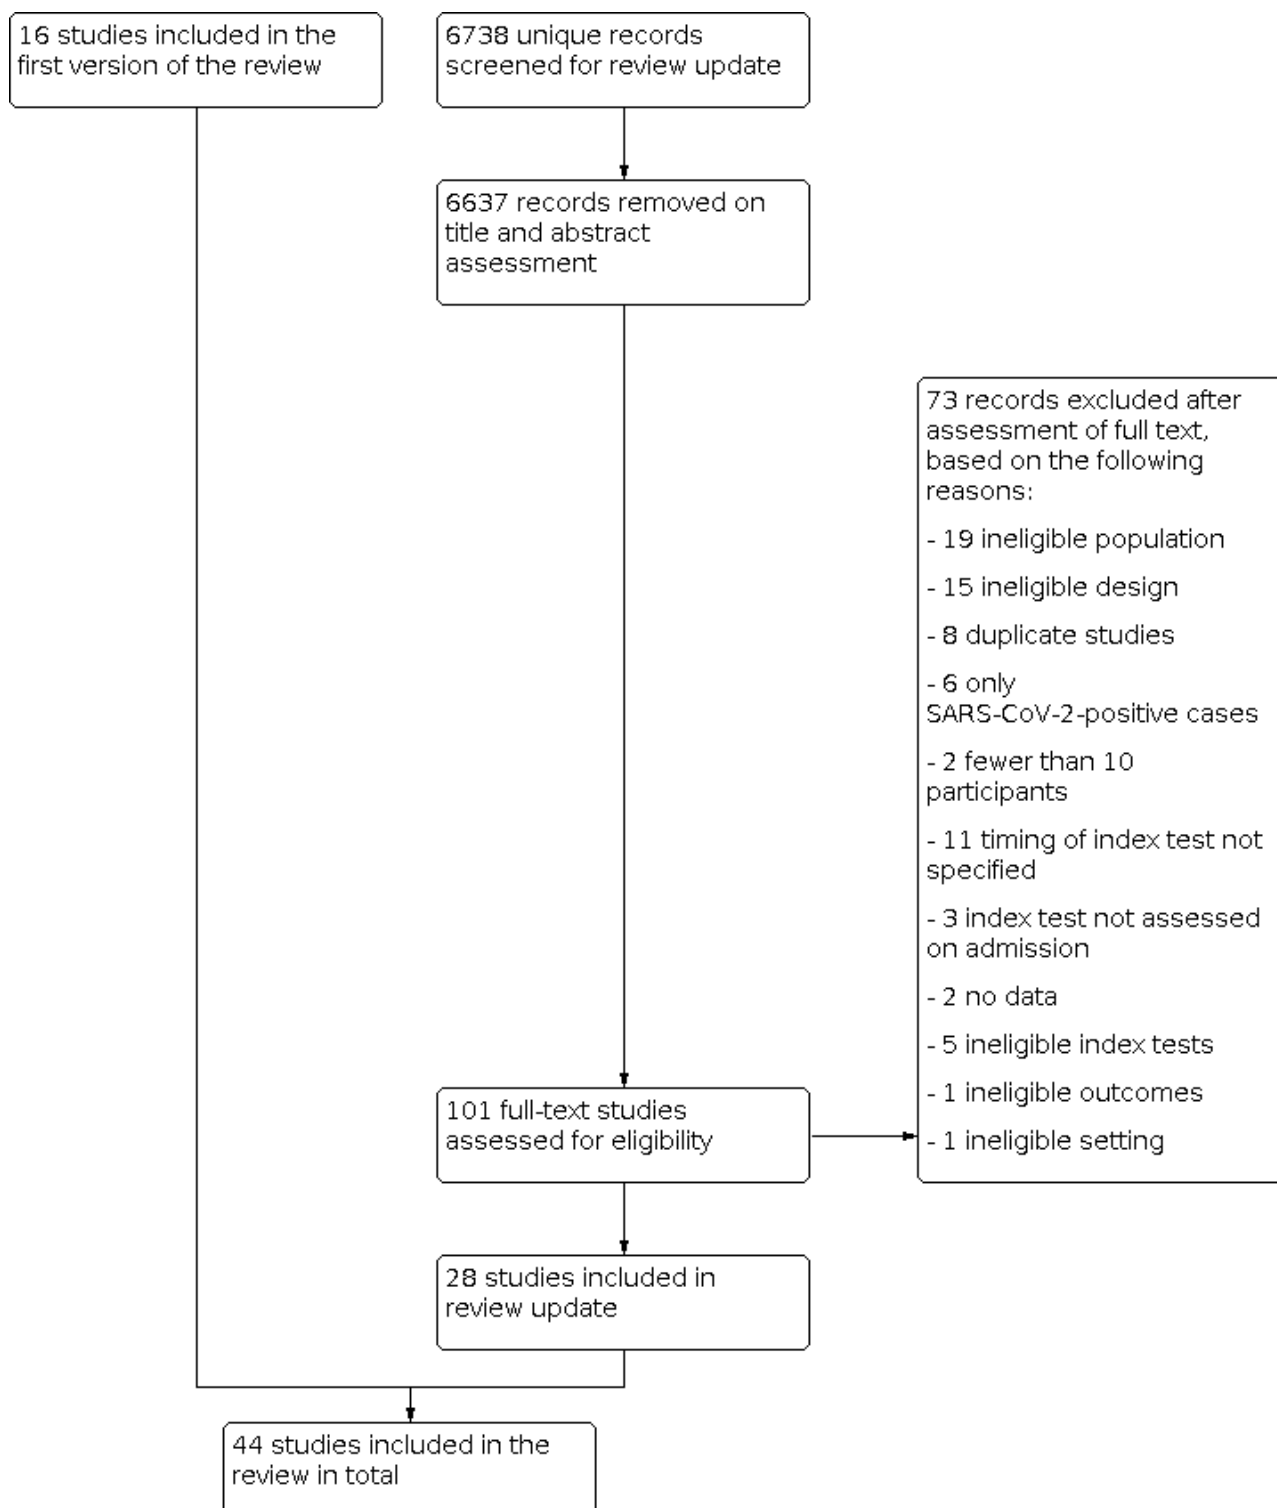 16 studies included in the
first version of the review
6738 unique records
screened for review update
6637 records removed on
title and abstract
assessment
73 records excluded after
assessment of full text,
based on the following
reasons:
- 19 ineligible population
- 15 ineligible design
- 8 duplicate studies
- 6 only
SARS-CoV-2-positive cases
- 2 fewer than 10
participants
- 11 timing of index test not
specified
- 3 index test not assessed
on admission
- 2 no data
- 5 ineligible index tests
- 1 ineligible outcomes
- 1 ineligible setting
101 full-text studies
assessed for eligibility
28 studies included in
review update
44 studies included in the
review in total